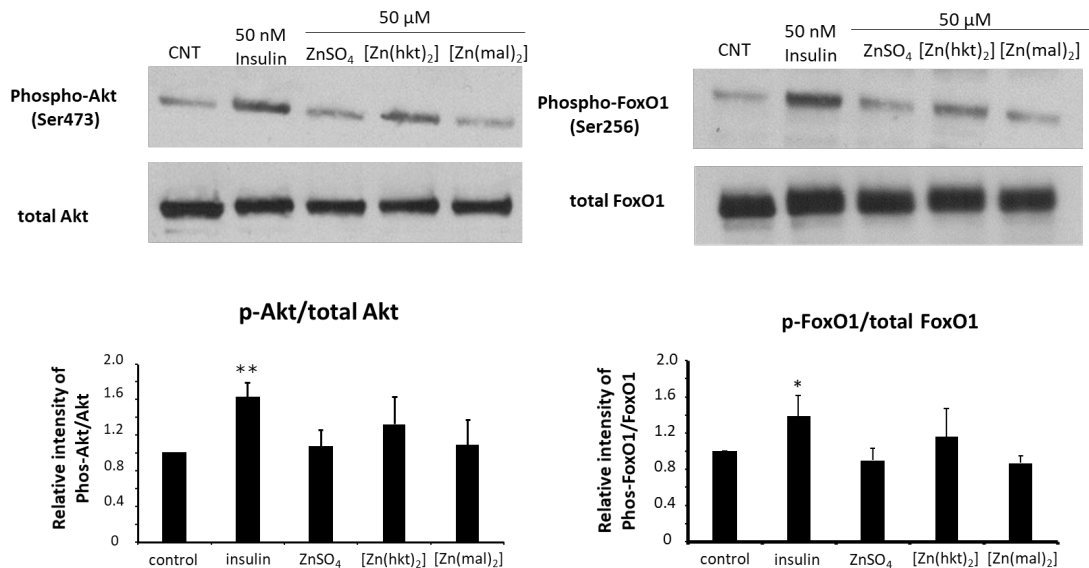 50 µM
50 nM
CNT Insulin ZnSO₄ [Zn(hkt)₂] [Zn(mal)₂]
Phospho-Akt
(Ser473)
total Akt
50 µM
50 nM
CNT Insulin ZnSO₄ [Zn(hkt)₂] [Zn(mal)₂]
Phospho-FoxO1
(Ser256)
total FoxO1
p-Akt/total Akt
Relative intensity of
Phos-Akt/Akt
2.0
1.6
1.2
0.8
0.4
0
**
control insulin ZnSO₄ [Zn(hkt)₂] [Zn(mal)₂]
p-FoxO1/total FoxO1
Relative intensity of
Phos-FoxO1/FoxO1
2.0
1.6
1.2
0.8
0.4
0
*
control insulin ZnSO₄ [Zn(hkt)₂] [Zn(mal)₂]